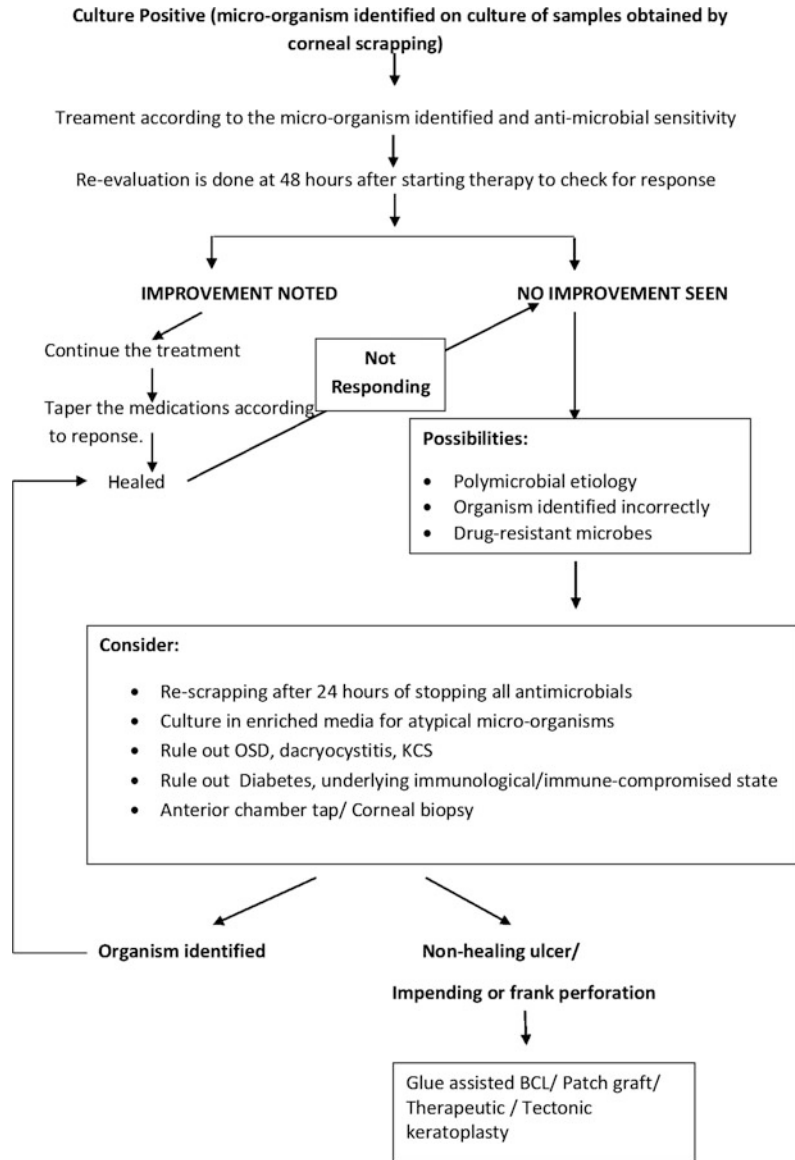 Culture Positive (micro-organism identified on culture of samples obtained by
corneal scrapping)
Treament according to the micro-organism identified and anti-microbial sensitivity
Re-evaluation is done at 48 hours after starting therapy to check for response
IMPROVEMENT NOTED
NO IMPROVEMENT SEEN
Continue the treatment
Not
Responding
Taper the medications according
to reponse.
Healed
Possibilities:
• Polymicrobial etiology
• Organism identified incorrectly
• Drug-resistant microbes
Consider:
• Re-scrapping after 24 hours of stopping all antimicrobials
• Culture in enriched media for atypical micro-organisms
• Rule out OSD, dacryocystitis, KCS
• Rule out Diabetes, underlying immunological/immune-compromised state
• Anterior chamber tap/ Corneal biopsy
Organism identified
Non-healing ulcer/
Impending or frank perforation
Glue assisted BCL/ Patch graft/
Therapeutic / Tectonic
keratoplasty